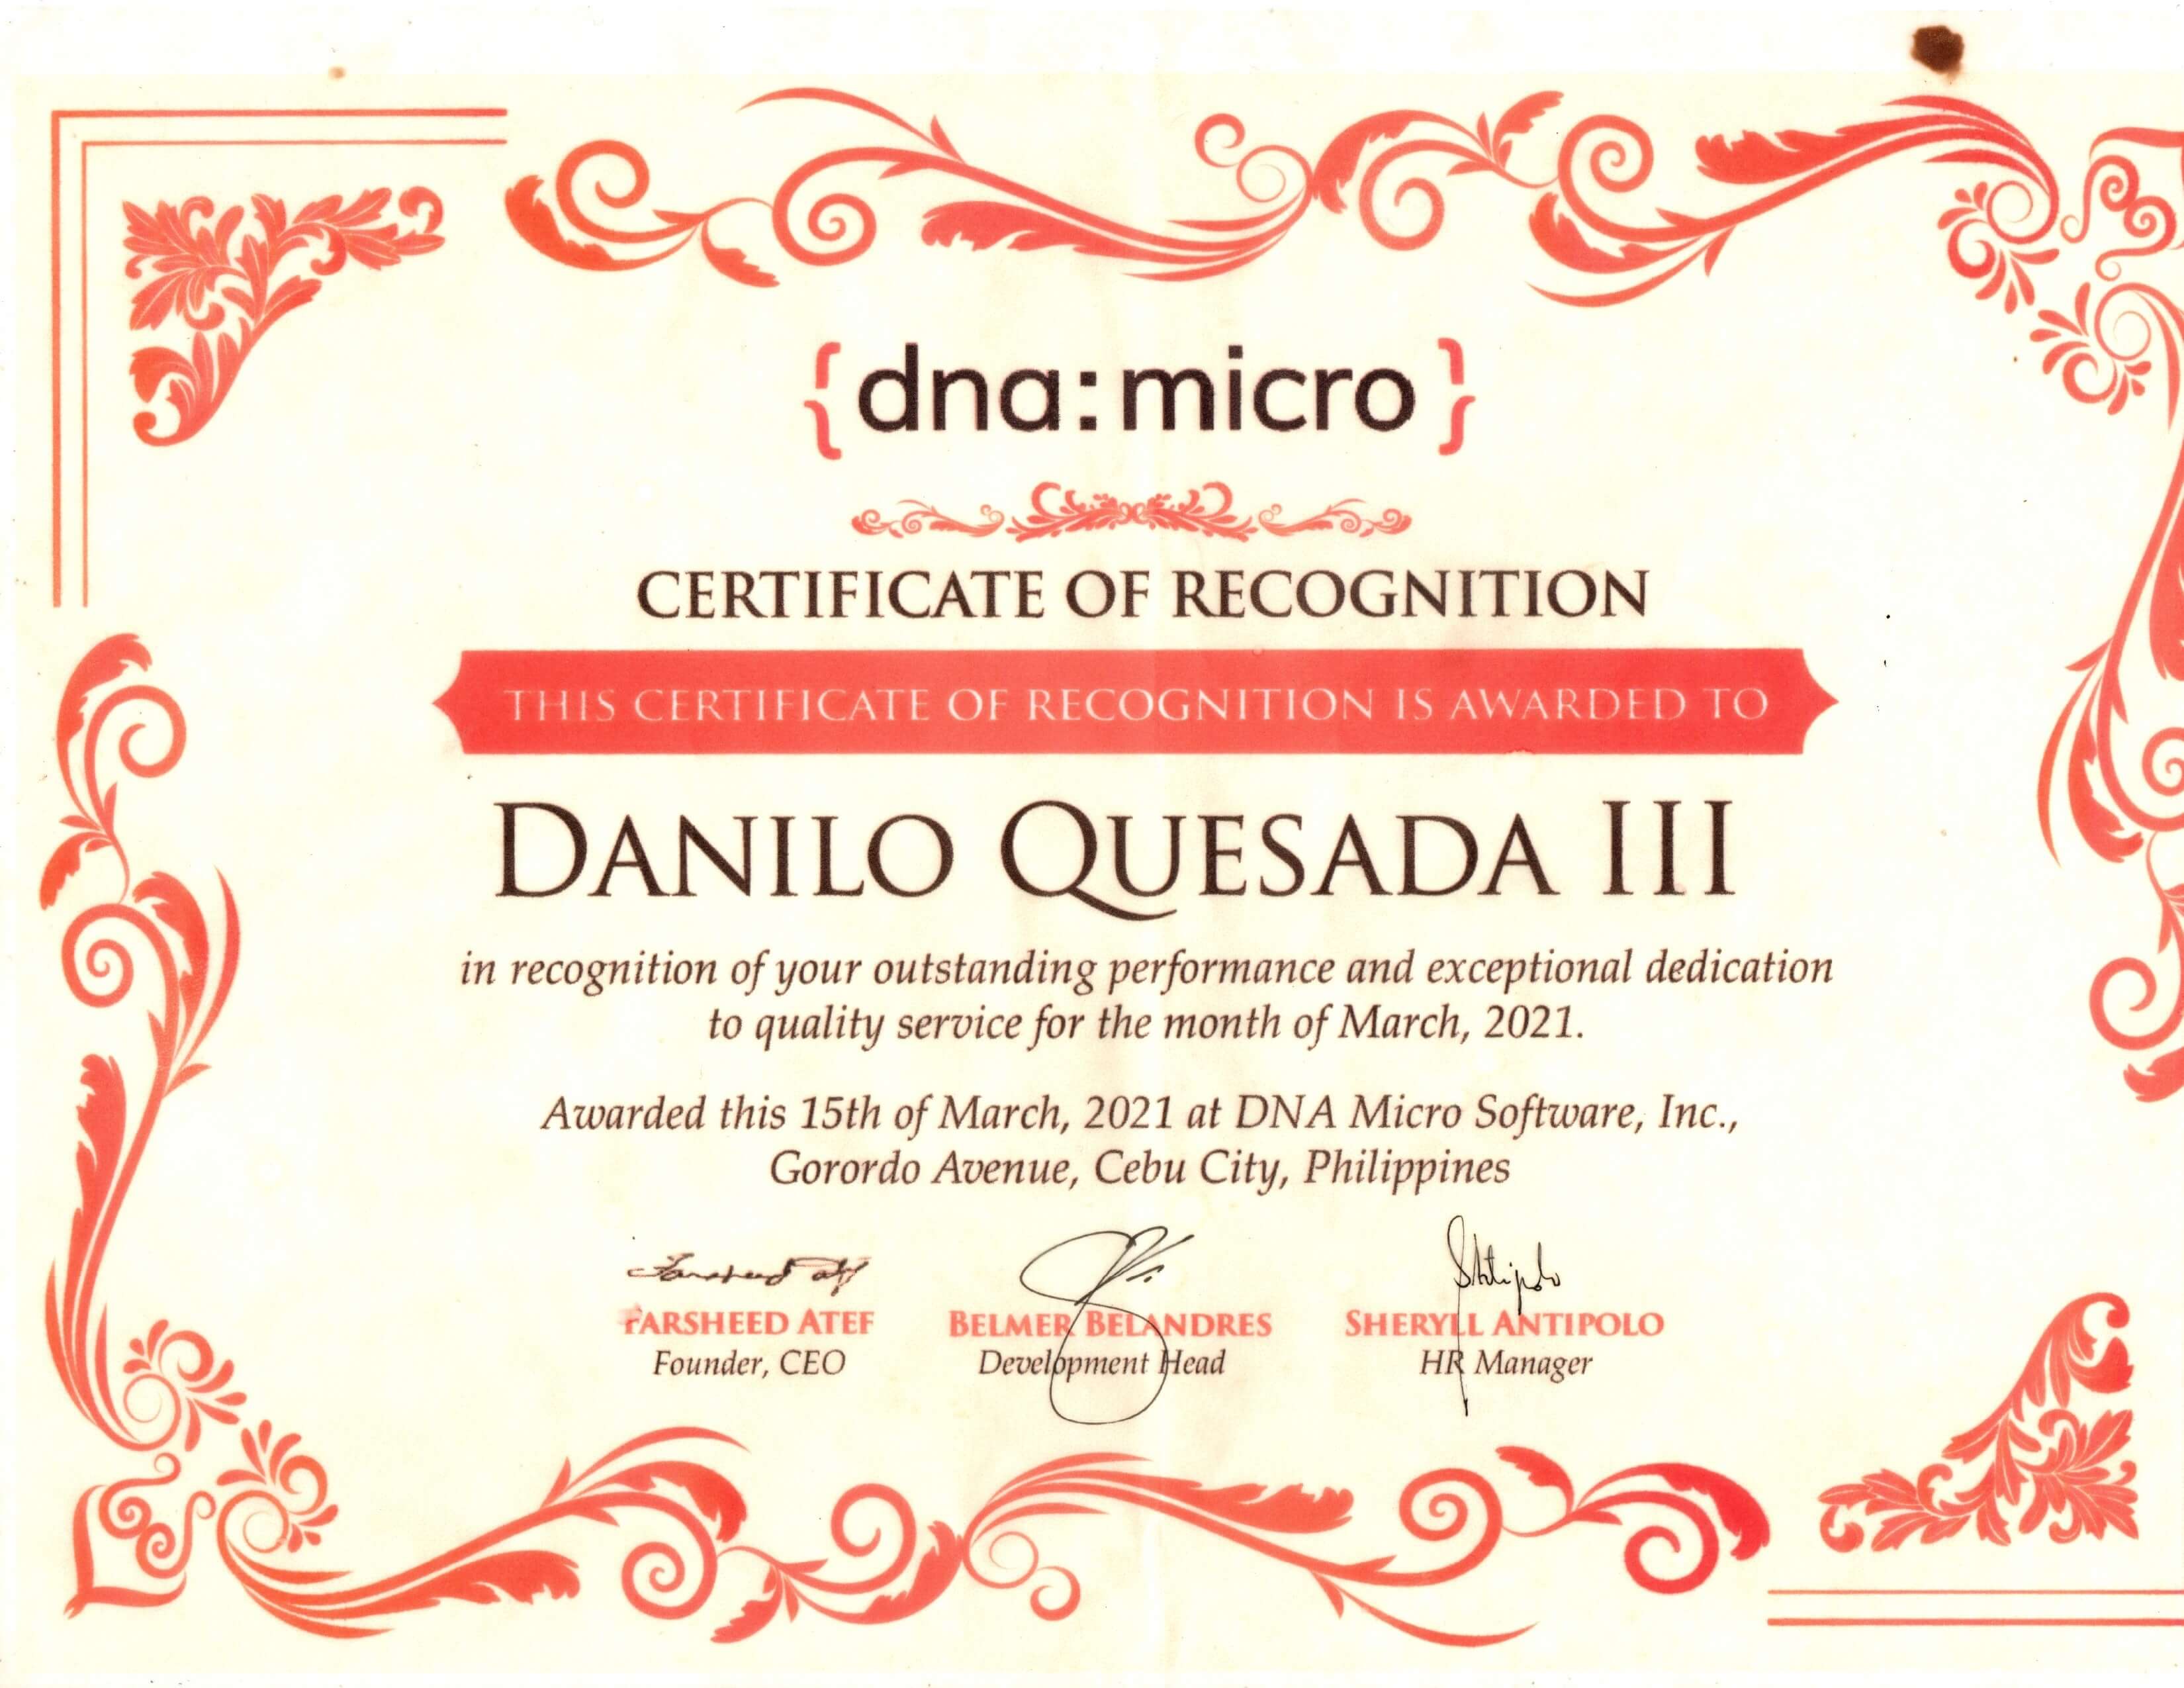 {dna:micro}
CERTIFICATE OF RECOGNITION
THIS CERTIFICATE OF RECOGNITION IS AWARDED TO
DANILO QUESADA III
in recognition of your outstanding performance and exceptional dedication
to quality service for the month of March, 2021.
Awarded this 15th of March, 2021 at DNA Micro Software, Inc.,
Gorordo Avenue, Cebu City, Philippines
FARSHEED ATEF BELMER BELANDRES SHERYLL ANTIPOLO
Founder, CEO Development Head HR Manager